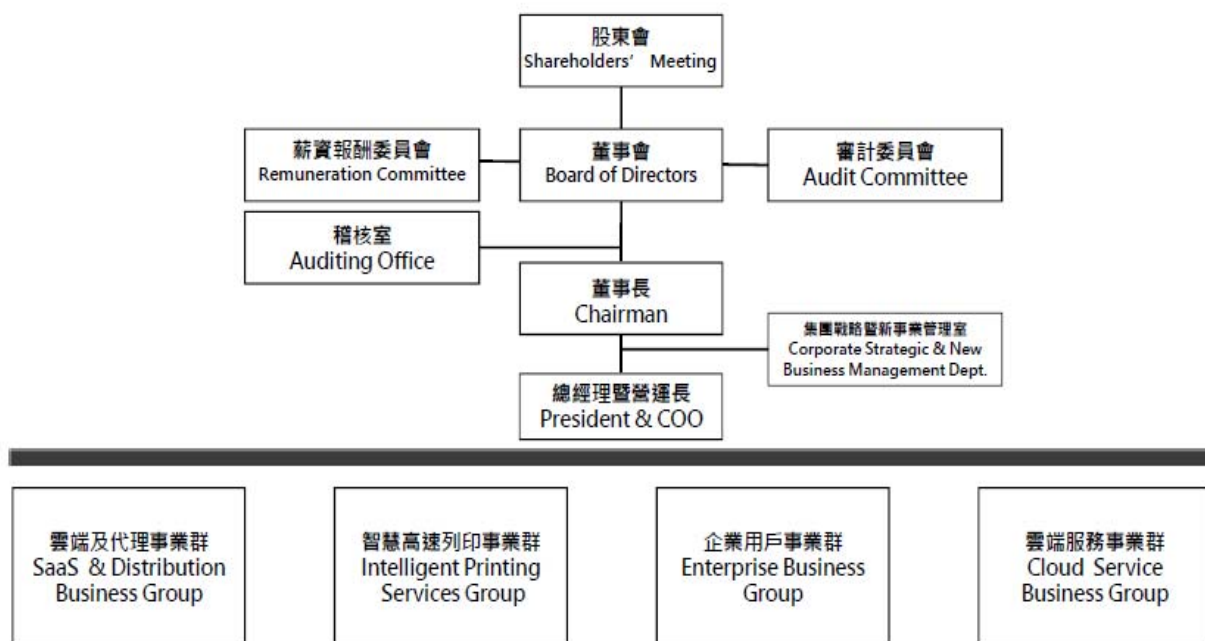 股東會
Shareholders' Meeting
薪資報酬委員會
Remuneration Committee
董事會
Board of Directors
審計委員會
Audit Committee
稽核室
Auditing Office
董事長
Chairman
集團戰略暨新事業管理室
Corporate Strategic & New
Business Management Dept.
總經理暨營運長
President & COO
雲端及代理事業群
SaaS & Distribution
Business Group
智慧高速列印事業群
Intelligent Printing
Services Group
企業用戶事業群
Enterprise Business
Group
雲端服務事業群
Cloud Service
Business Group